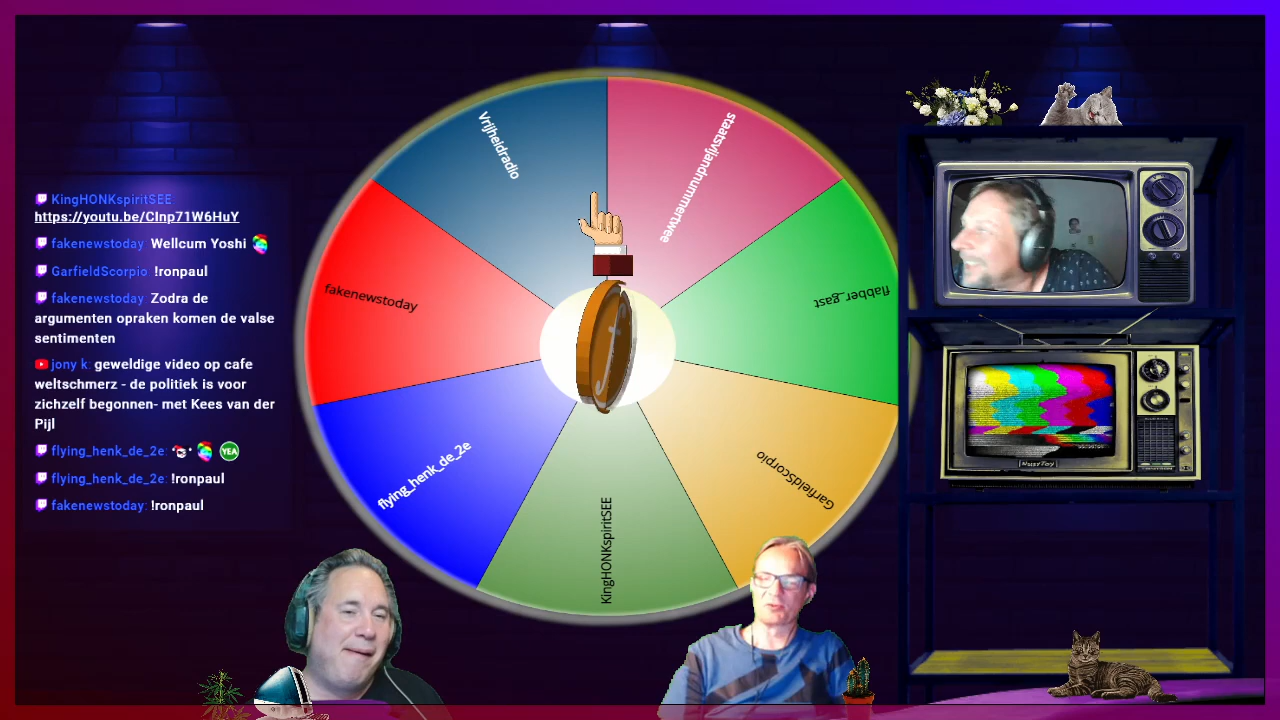 KingHONKspiritSEE
https://youtu.be/CInp71W6HuY
fakenewstoday: Wellcum Yoshi
GarfieldScorpio: !ronpaul
fakenewstoday: Zodra de
argumenten opraken komen de valse
sentimenten
jony k: geweldige video op cafe
weltschmerz - de politiek is voor
zichzelf begonnen- met Kees van der
Pijl
flying_henk_de_2e: YEA
flying_henk_de_2e: !ronpaul
fakenewstoday: !ronpaul
Vrijheidradio
staatsvijandnummertwee
flabber_gast
GarfieldScorpio
KingHONKspiritSEE
flying_henk_de_2e
fakenewstoday